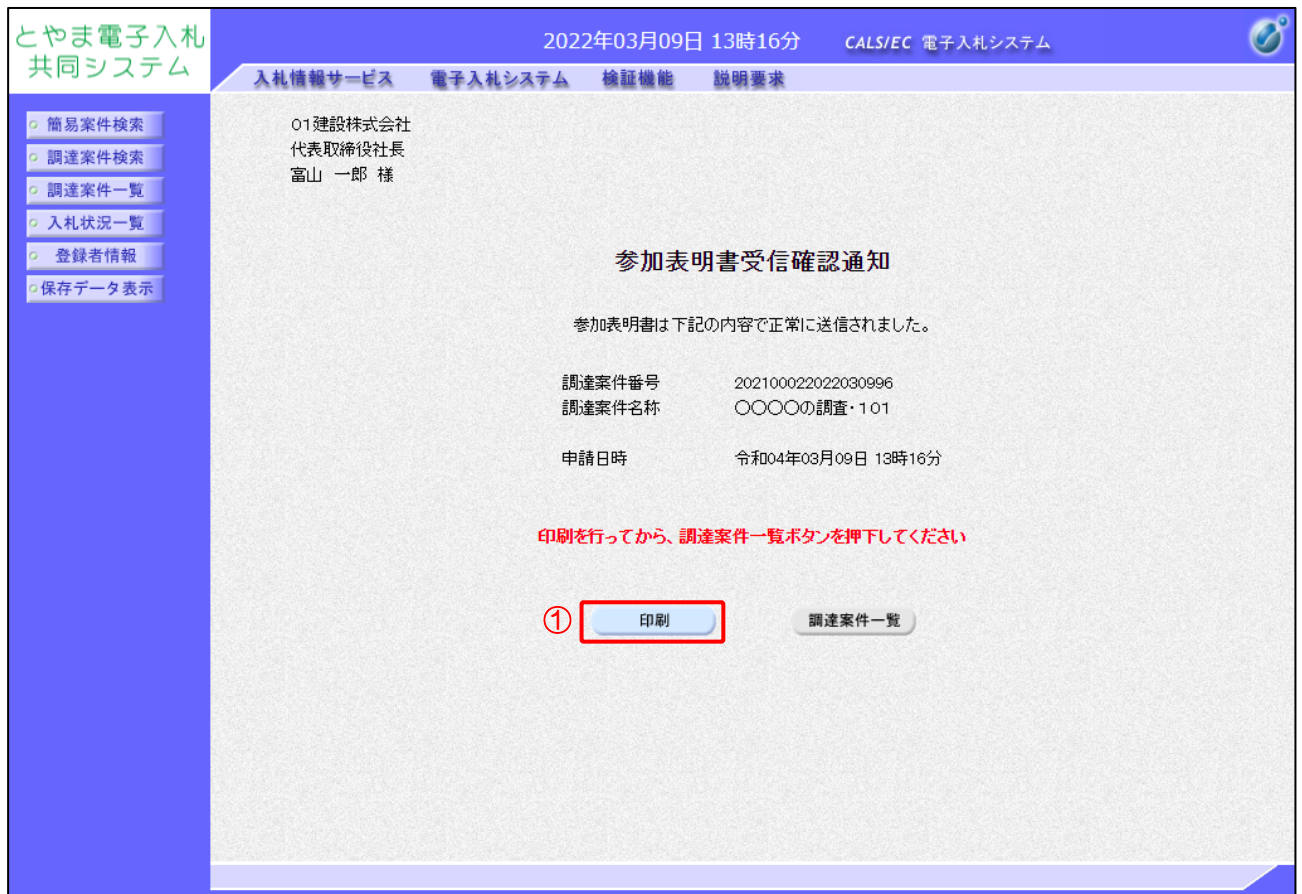 とやま電子入札
共同システム
2022年03月09日 13時16分 CALS/EC 電子入札システム
入札情報サービス 電子入札システム 検証機能 説明要求
簡易案件検索
調達案件検索
調達案件一覧
入札状況一覧
登録者情報
保存データ表示
01建設株式会社
代表取締役社長
富山 一郎 様
参加表明書受信確認通知
参加表明書は下記の内容で正常に送信されました。
調達案件番号 202100022022030996
調達案件名称 〇〇〇〇の調査・101
申請日時 令和04年03月09日 13時16分
印刷を行ってから、調達案件一覧ボタンを押下してください
① 印刷 調達案件一覧